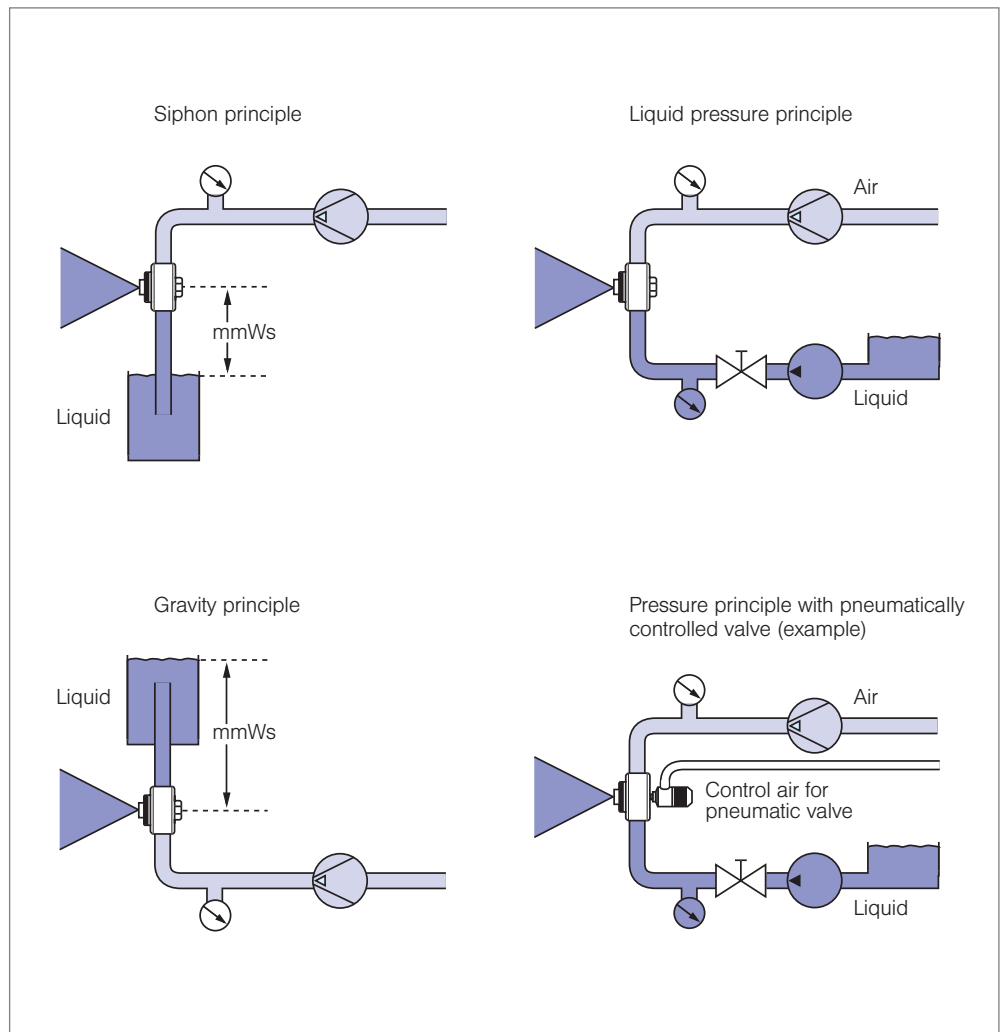 Siphon principle
mmWs
Liquid
Liquid pressure principle
Air
Liquid
Gravity principle
Liquid
mmWs
Pressure principle with pneumatically
controlled valve (example)
Air
Control air for
pneumatic valve
Liquid